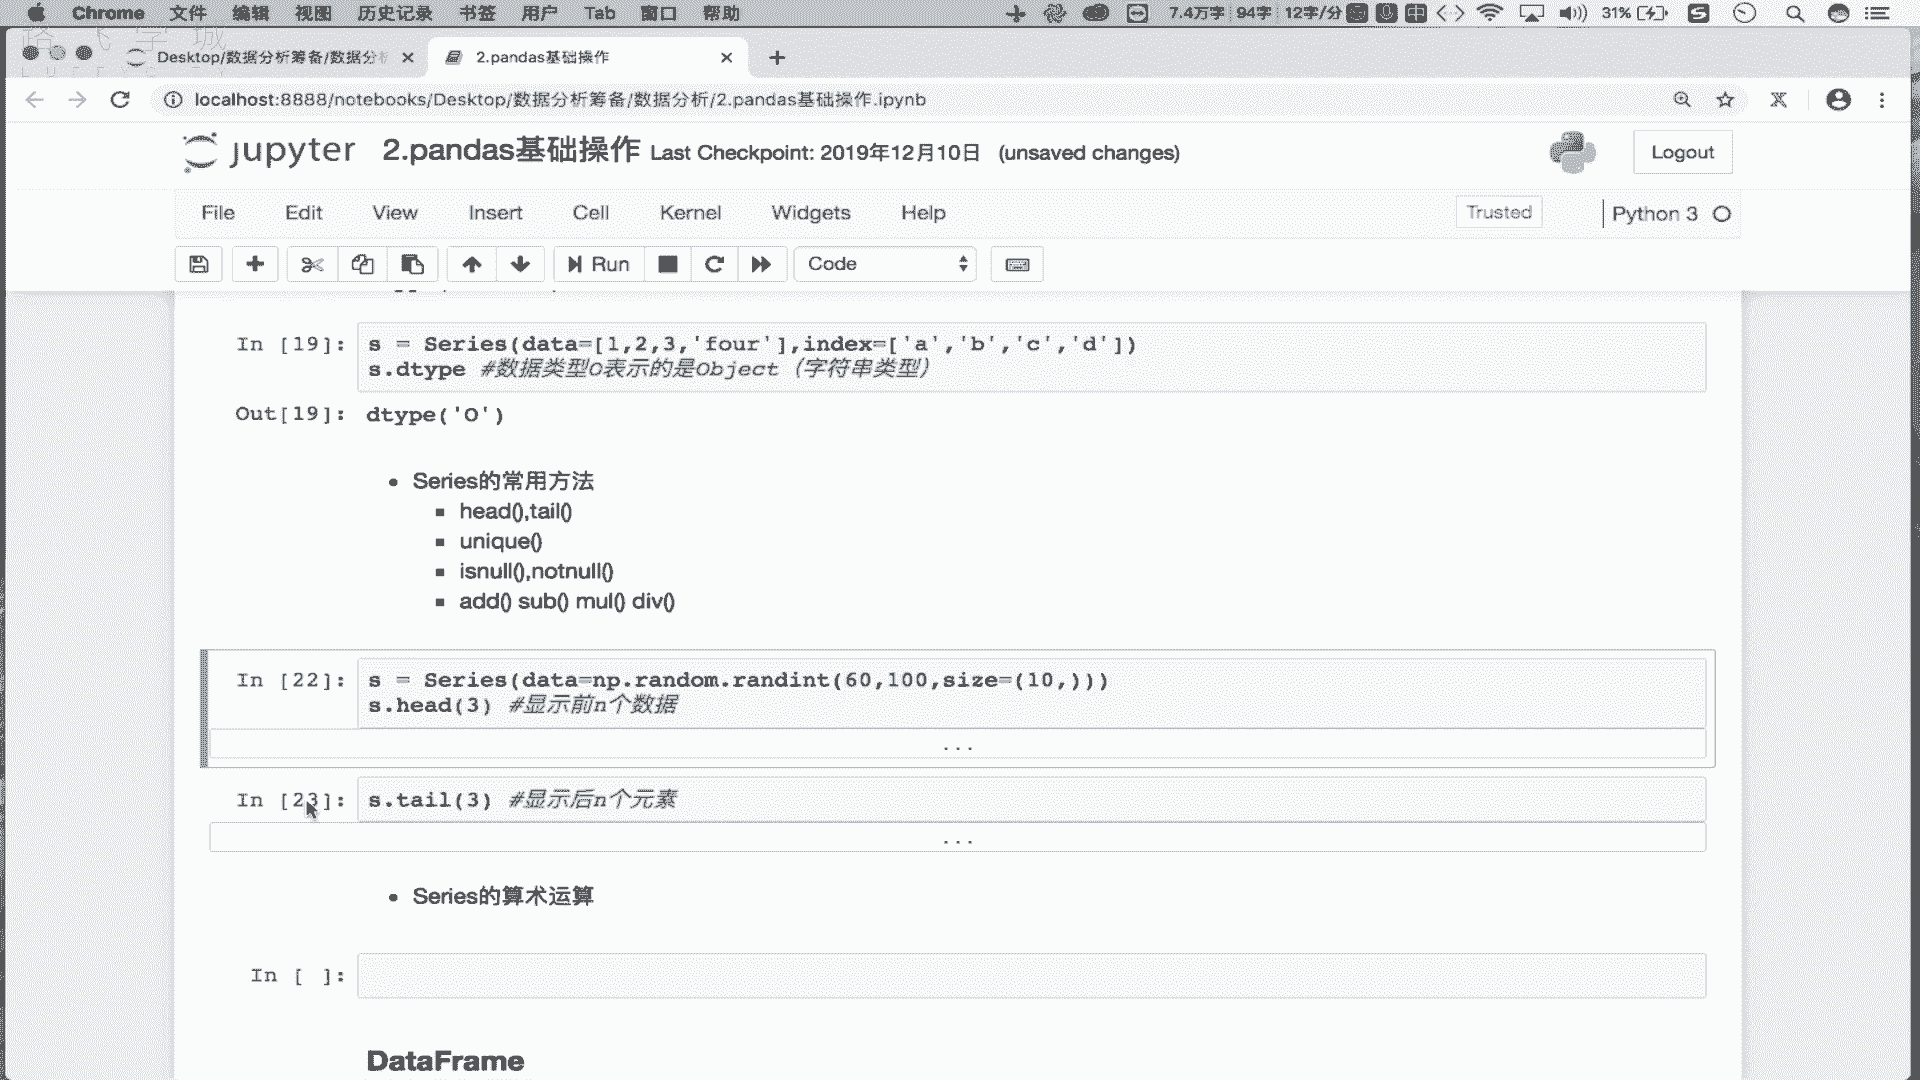 Chrome 文件 编辑 视图 历史记录 书签 用户 Tab 窗口 帮助 7.4万字 94字 12字/分 中 31%
路飞学城
Desktop/数据分析筹备/数据分析 2.pandas基础操作
localhost:8888/notebooks/Desktop/数据分析筹备/数据分析/2.pandas基础操作.ipynb
jupyter 2.pandas基础操作 Last Checkpoint: 2019年12月10日 (unsaved changes) Logout
File Edit View Insert Cell Kernel Widgets Help Trusted Python 3
Run Code
In [19]: s = Series(data=[1,2,3,'four'],index=['a','b','c','d'])
s.dtype #数据类型O表示的是Object（字符串类型）
Out[19]: dtype('O')
Series的常用方法
head(),tail()
unique()
isnull(),notnull()
add() sub() mul() div()
In [22]: s = Series(data=np.random.randint(60,100,size=(10,)))
s.head(3) #显示前n个数据
...
In [23]: s.tail(3) #显示后n个元素
...
Series的算术运算
In [ ]:
DataFrame